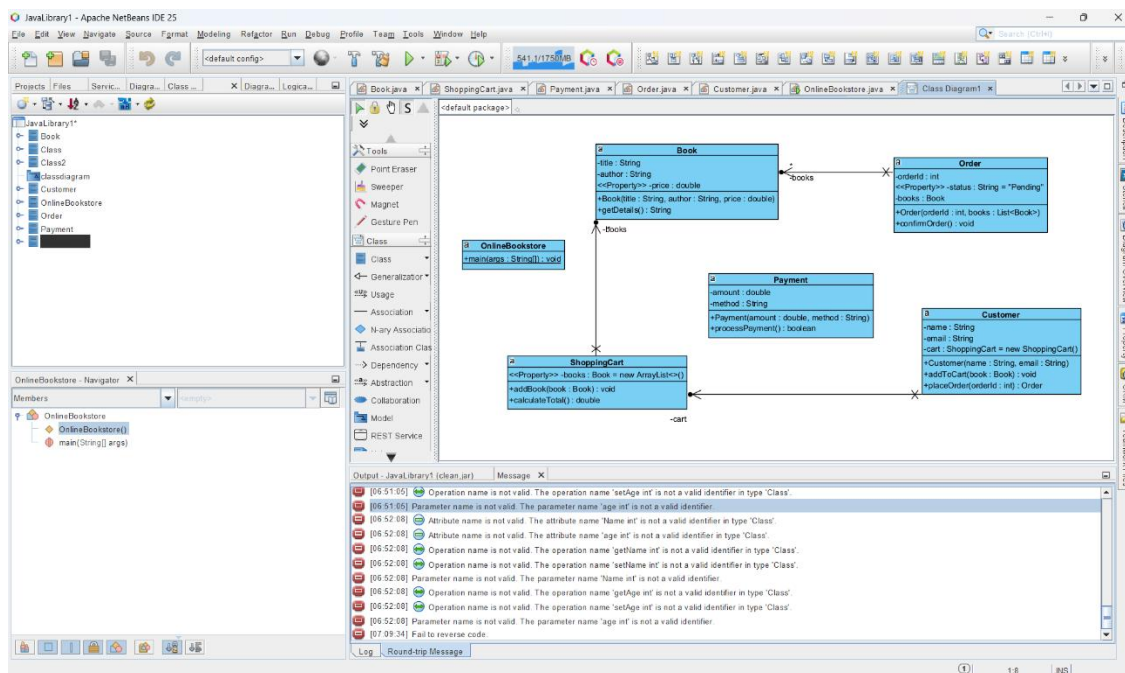 JavaLibrary1 - Apache NetBeans IDE 25
File Edit View Navigate Source Format Modeling Refactor Run Debug Profile Team Tools Window Help
Search (Ctrl+I)
<default config>
541.1/1750MB
Projects Files Servic... Diagra... Class ... X Diagra... Logica...
JavaLibrary1*
Book
Class
Class2
classdiagram
Customer
OnlineBookstore
Order
Payment
Book.java ShoppingCart.java Payment.java Order.java Customer.java OnlineBookstore.java Class Diagram1
<default package>
Tools
Point Eraser
Sweeper
Magnet
Gesture Pen
Class
Class
Generalization
Usage
Association
N-ary Associatio
Association Clas
Dependency
Abstraction
Collaboration
Model
REST Service
Book
-title : String
-author : String
<<Property>> -price : double
+Book(title : String, author : String, price : double)
+getDetails() : String
*
-books
Order
-orderId : int
<<Property>> -status : String = "Pending"
-books : Book
+Order(orderId : int, books : List<Book>)
+confirmOrder() : void
-Books
OnlineBookstore
+main(args : String[]) : void
Payment
-amount : double
-method : String
+Payment(amount : double, method : String)
+processPayment() : boolean
Customer
-name : String
-email : String
-cart : ShoppingCart = new ShoppingCart()
+Customer(name : String, email : String)
+addToCart(book : Book) : void
+placeOrder(orderId : int) : Order
ShoppingCart
<<Property>> -books : Book = new ArrayList<>()
+addBook(book : Book) : void
+calculateTotal() : double
-cart
OnlineBookstore - Navigator X
Members <empty>
OnlineBookstore
OnlineBookstore()
main(String[] args)
Output - JavaLibrary1 (clean,jar) Message X
[06:51:05] Operation name is not valid. The operation name 'setAge int' is not a valid identifier in type 'Class'.
[06:51:05] Parameter name is not valid. The parameter name 'age int' is not a valid identifier.
[06:52:08] Attribute name is not valid. The attribute name 'Name int' is not a valid identifier in type 'Class'.
[06:52:08] Attribute name is not valid. The attribute name 'age int' is not a valid identifier in type 'Class'.
[06:52:08] Operation name is not valid. The operation name 'getName int' is not a valid identifier in type 'Class'.
[06:52:08] Operation name is not valid. The operation name 'setName int' is not a valid identifier in type 'Class'.
[06:52:08] Parameter name is not valid. The parameter name 'Name int' is not a valid identifier.
[06:52:08] Operation name is not valid. The operation name 'getAge int' is not a valid identifier in type 'Class'.
[06:52:08] Operation name is not valid. The operation name 'setAge int' is not a valid identifier in type 'Class'.
[06:52:08] Parameter name is not valid. The parameter name 'age int' is not a valid identifier.
[07:09:34] Fail to reverse code.
Log Round-trip Message
1:8 INS